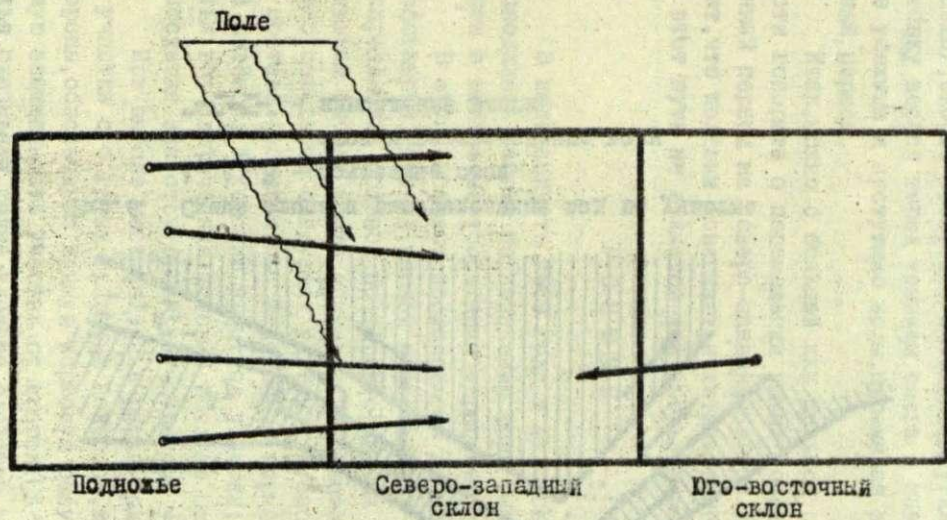 Поле
Подножье
Северо-западный
склон
Юго-восточный
склон